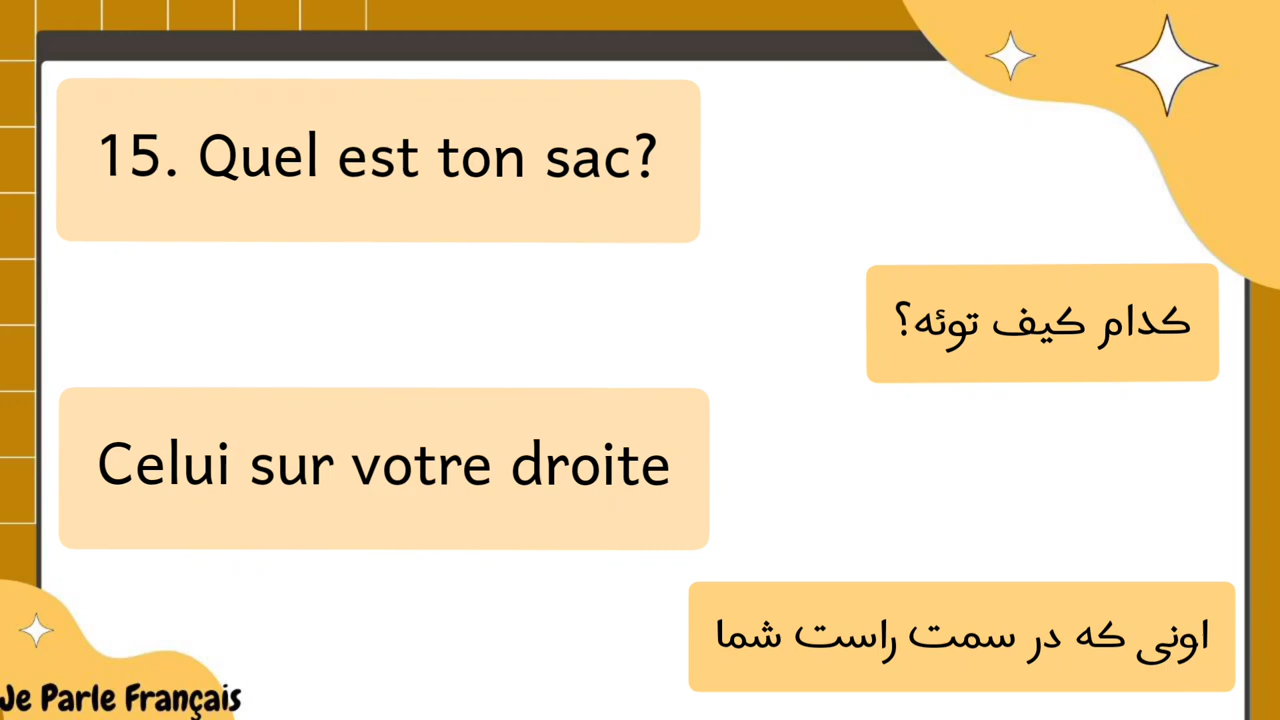 15. Quel est ton sac?
کدام کیف توئه؟
Celui sur votre droite
اونی که در سمت راست شما
Je Parle Français